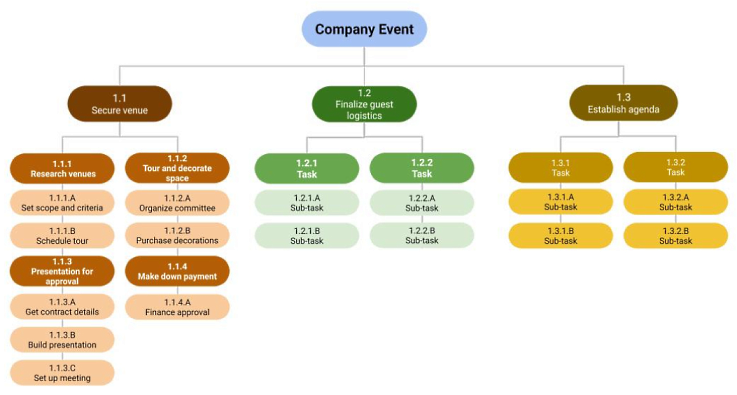 Company Event
1.1
Secure venue
1.2
Finalize guest
logistics
1.3
Establish agenda
1.1.1
Research venues
1.1.2
Tour and decorate
space
1.2.1
Task
1.2.2
Task
1.3.1
Task
1.3.2
Task
1.1.1.A
Set scope and criteria
1.1.2.A
Organize committee
1.2.1.A
Sub-task
1.2.2.A
Sub-task
1.3.1.A
Sub-task
1.3.2.A
Sub-task
1.1.1.B
Schedule tour
1.1.2.B
Purchase decorations
1.2.1.B
Sub-task
1.2.2.B
Sub-task
1.3.1.B
Sub-task
1.3.2.B
Sub-task
1.1.3
Presentation for
approval
1.1.4
Make down payment
1.1.3.A
Get contract details
1.1.4.A
Finance approval
1.1.3.B
Build presentation
1.1.3.C
Set up meeting